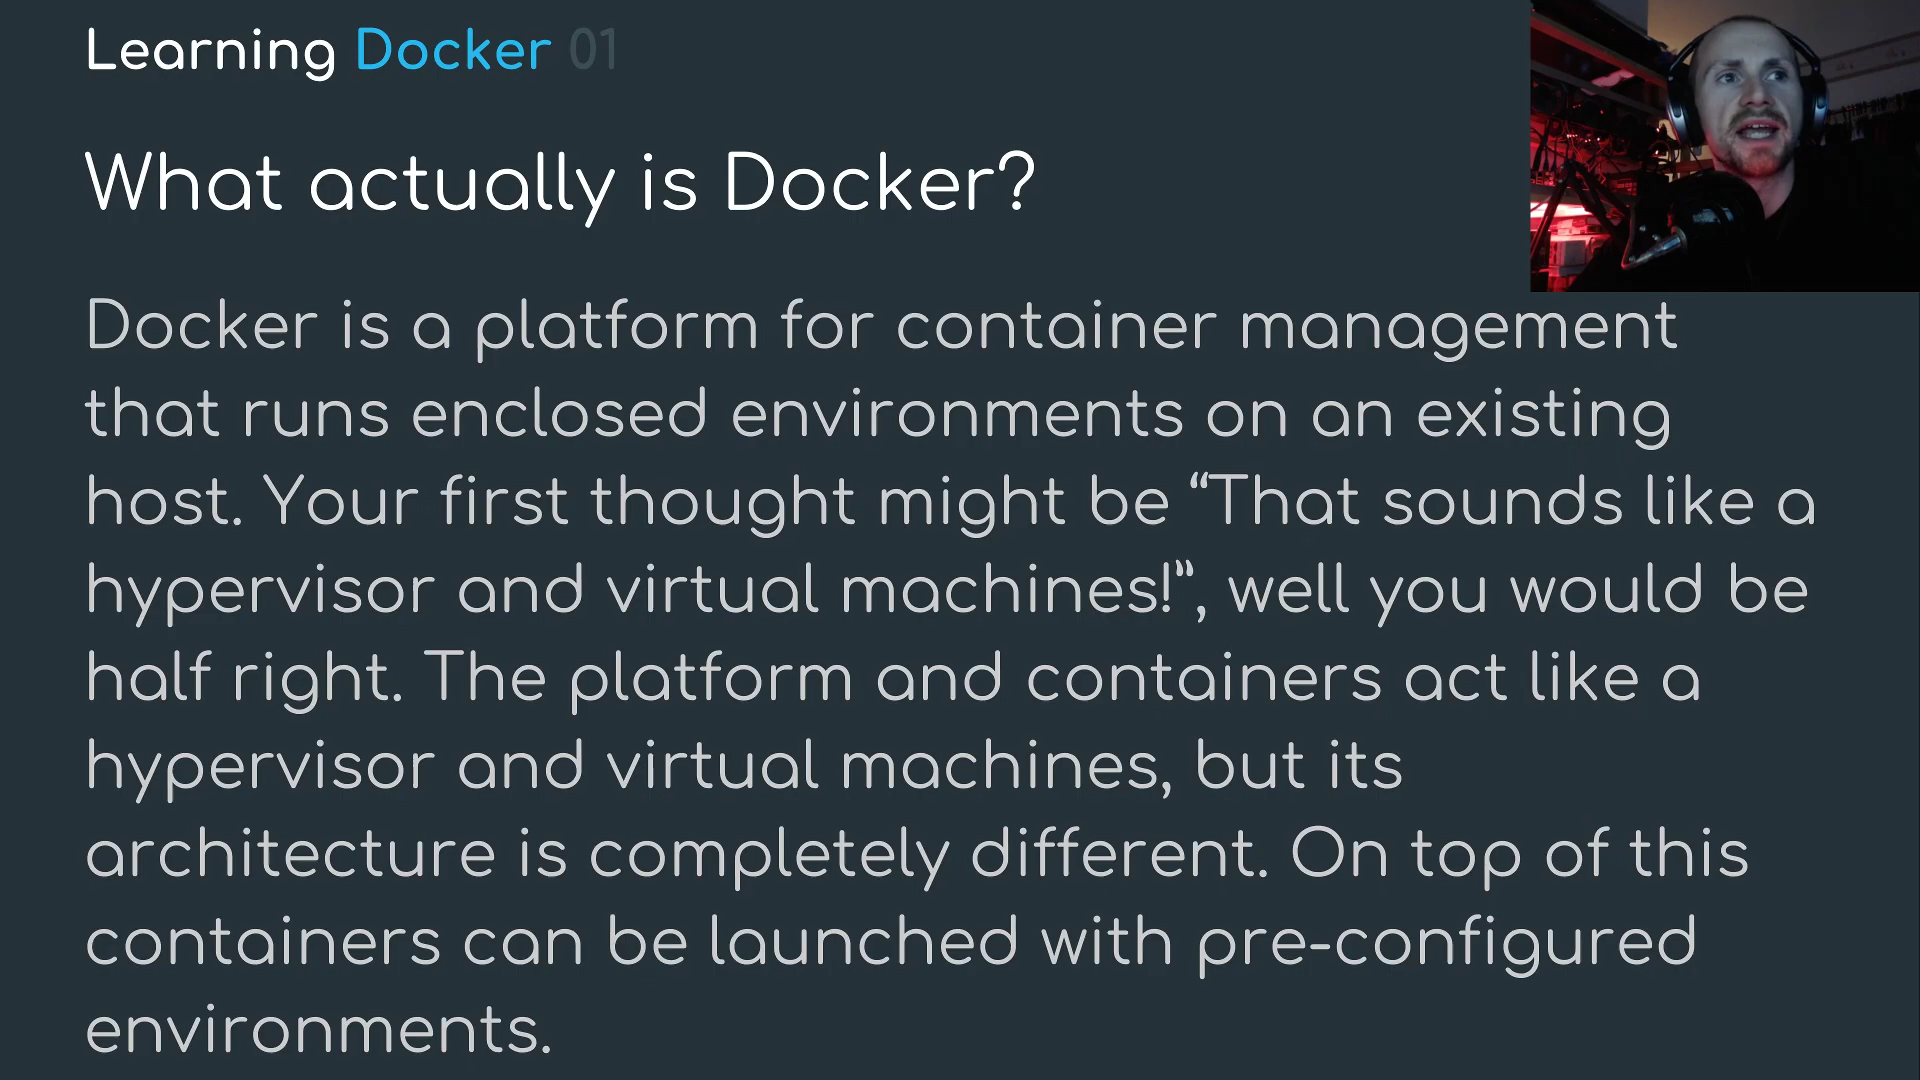 Learning Docker 01
What actually is Docker?
Docker is a platform for container management
that runs enclosed environments on an existing
host. Your first thought might be “That sounds like a
hypervisor and virtual machines!”, well you would be
half right. The platform and containers act like a
hypervisor and virtual machines, but its
architecture is completely different. On top of this
containers can be launched with pre-configured
environments.